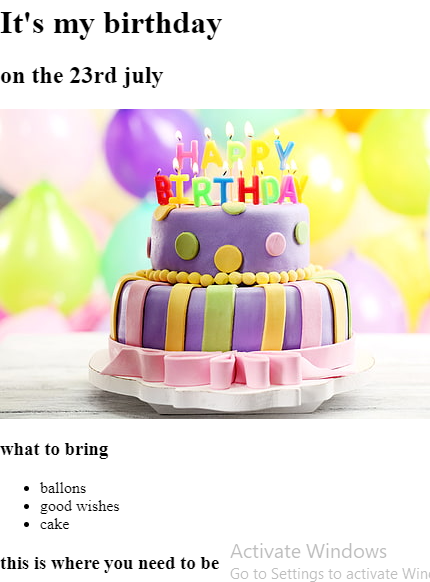 It's my birthday
on the 23rd july
HAPPY
BIRTHDAY
what to bring
ballons
good wishes
cake
this is where you need to be
Activate Windows
Go to Settings to activate Win